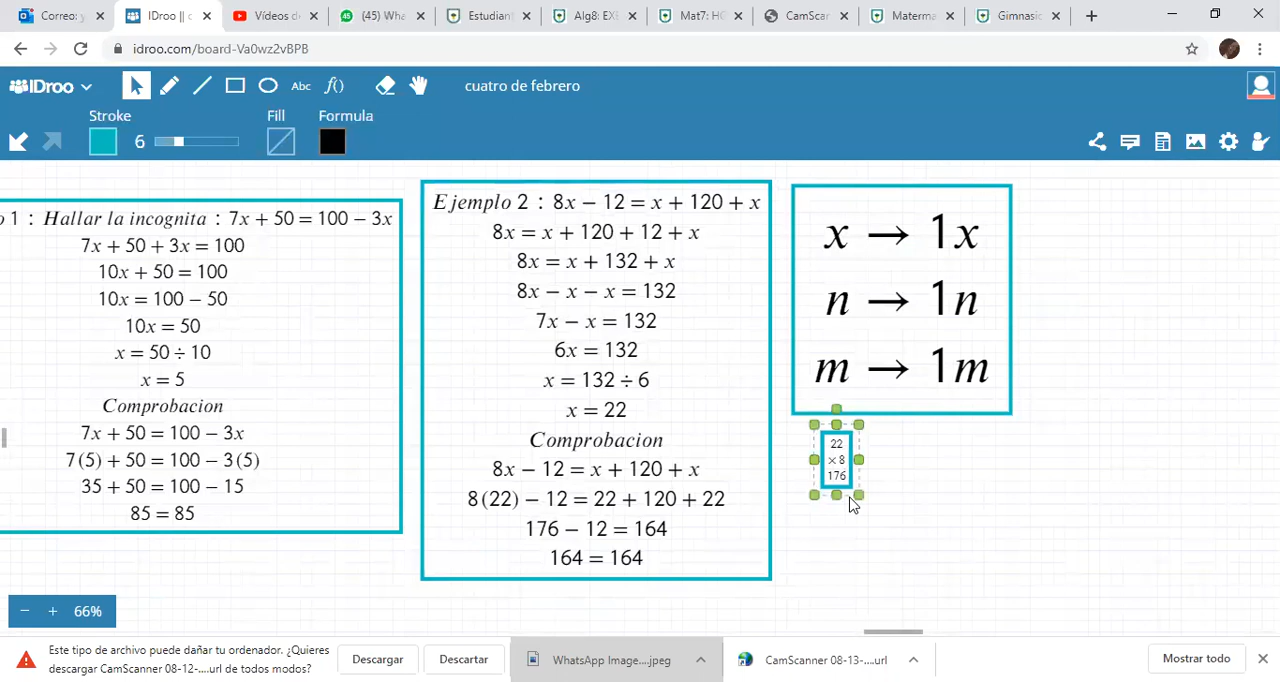 Correo: y
IDroo || c
Vídeos d
(45) Wha
Estudian
Alg8: EXI
Mat7: HO
CamScar
Materma
Gimnasi
idroo.com/board-Va0wz2vBPB
IDroo
Abc
f()
cuatro de febrero
Stroke
6
Fill
Formula
o 1 : Hallar la incognita : 7x + 50 = 100 − 3x
7x + 50 + 3x = 100
10x + 50 = 100
10x = 100 − 50
10x = 50
x = 50 ÷ 10
x = 5
Comprobacion
7x + 50 = 100 − 3x
7(5) + 50 = 100 − 3(5)
35 + 50 = 100 − 15
85 = 85
Ejemplo 2 : 8x − 12 = x + 120 + x
8x = x + 120 + 12 + x
8x = x + 132 + x
8x − x − x = 132
7x − x = 132
6x = 132
x = 132 ÷ 6
x = 22
Comprobacion
8x − 12 = x + 120 + x
8(22) − 12 = 22 + 120 + 22
176 − 12 = 164
164 = 164
x → 1x
n → 1n
m → 1m
22
× 8
176
66%
Este tipo de archivo puede dañar tu ordenador. ¿Quieres
descargar CamScanner 08-12-....url de todos modos?
Descargar
Descartar
WhatsApp Image....jpeg
CamScanner 08-13-....url
Mostrar todo